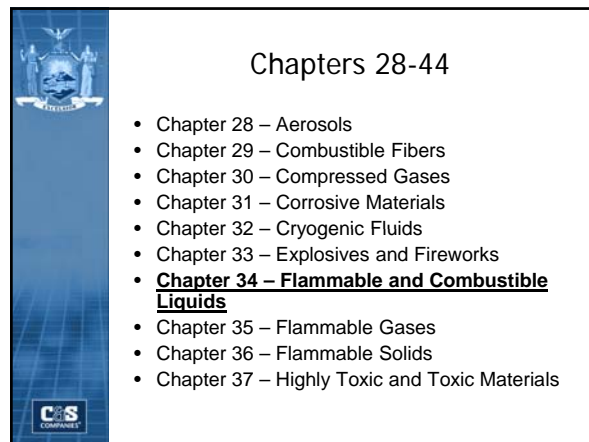 EXCELSIOR
Chapters 28-44
• Chapter 28 – Aerosols
• Chapter 29 – Combustible Fibers
• Chapter 30 – Compressed Gases
• Chapter 31 – Corrosive Materials
• Chapter 32 – Cryogenic Fluids
• Chapter 33 – Explosives and Fireworks
• Chapter 34 – Flammable and Combustible
Liquids
• Chapter 35 – Flammable Gases
• Chapter 36 – Flammable Solids
• Chapter 37 – Highly Toxic and Toxic Materials
C&S
COMPANIES